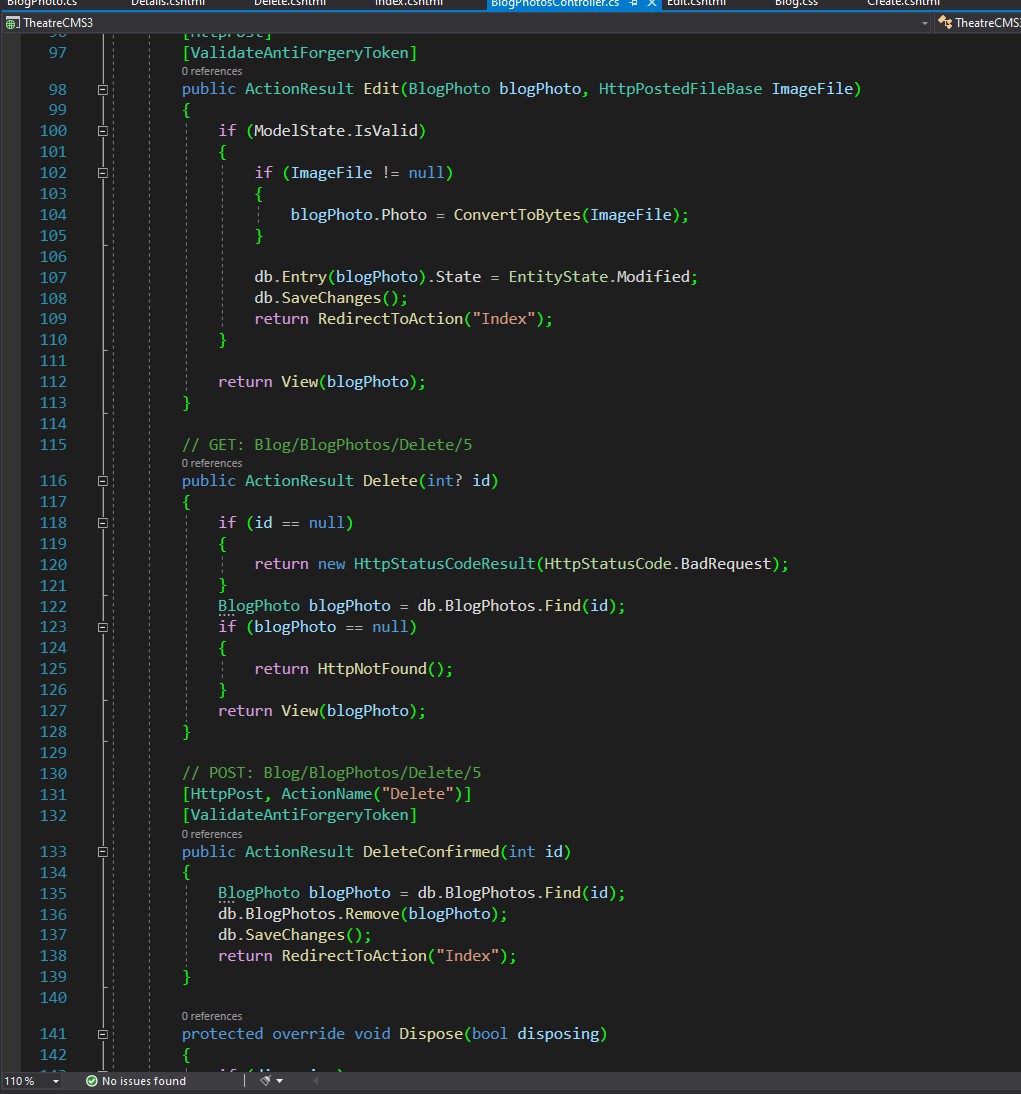 BlogPhoto.cs Details.cshtml Delete.cshtml Index.cshtml BlogPhotosController.cs Edit.cshtml Blog.css Create.cshtml
TheatreCMS3 TheatreCMS3
96 [HttpPost]
97 [ValidateAntiForgeryToken]
0 references
98 public ActionResult Edit(BlogPhoto blogPhoto, HttpPostedFileBase ImageFile)
99 {
100 if (ModelState.IsValid)
101 {
102 if (ImageFile != null)
103 {
104 blogPhoto.Photo = ConvertToBytes(ImageFile);
105 }
106
107 db.Entry(blogPhoto).State = EntityState.Modified;
108 db.SaveChanges();
109 return RedirectToAction("Index");
110 }
111
112 return View(blogPhoto);
113 }
114
115 // GET: Blog/BlogPhotos/Delete/5
0 references
116 public ActionResult Delete(int? id)
117 {
118 if (id == null)
119 {
120 return new HttpStatusCodeResult(HttpStatusCode.BadRequest);
121 }
122 BlogPhoto blogPhoto = db.BlogPhotos.Find(id);
123 if (blogPhoto == null)
124 {
125 return HttpNotFound();
126 }
127 return View(blogPhoto);
128 }
129
130 // POST: Blog/BlogPhotos/Delete/5
131 [HttpPost, ActionName("Delete")]
132 [ValidateAntiForgeryToken]
0 references
133 public ActionResult DeleteConfirmed(int id)
134 {
135 BlogPhoto blogPhoto = db.BlogPhotos.Find(id);
136 db.BlogPhotos.Remove(blogPhoto);
137 db.SaveChanges();
138 return RedirectToAction("Index");
139 }
140
0 references
141 protected override void Dispose(bool disposing)
142 {
143 if (disposing)
110 % No issues found